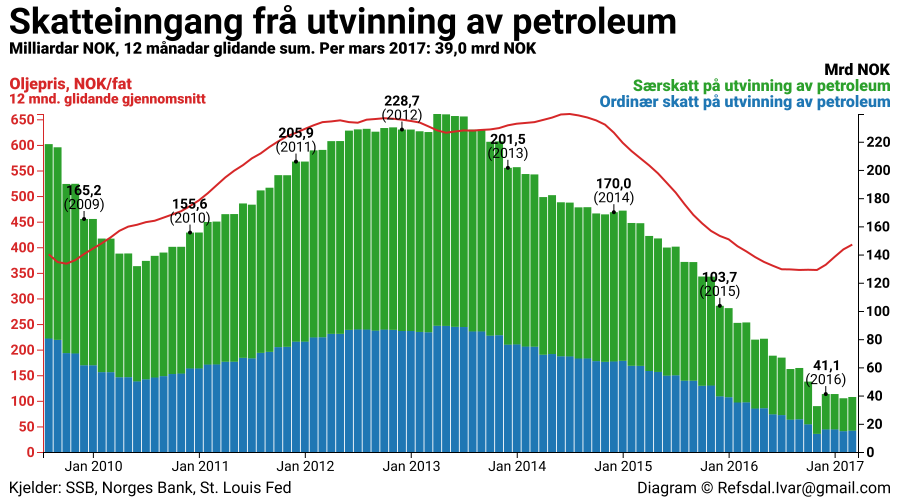 Skatteinngang frå utvinning av petroleum
Milliardar NOK, 12 månadar glidande sum. Per mars 2017: 39,0 mrd NOK
Oljepris, NOK/fat
12 mnd. glidande gjennomsnitt
Mrd NOK
Særskatt på utvinning av petroleum
Ordinær skatt på utvinning av petroleum
650
600
550
500
450
400
350
300
250
200
150
100
50
0
165,2
(2009)
155,6
(2010)
205,9
(2011)
228,7
(2012)
201,5
(2013)
170,0
(2014)
103,7
(2015)
41,1
(2016)
220
200
180
160
140
120
100
80
60
40
20
0
Jan 2010
Jan 2011
Jan 2012
Jan 2013
Jan 2014
Jan 2015
Jan 2016
Jan 2017
Kjelder: SSB, Norges Bank, St. Louis Fed
Diagram © Refsdal.Ivar@gmail.com